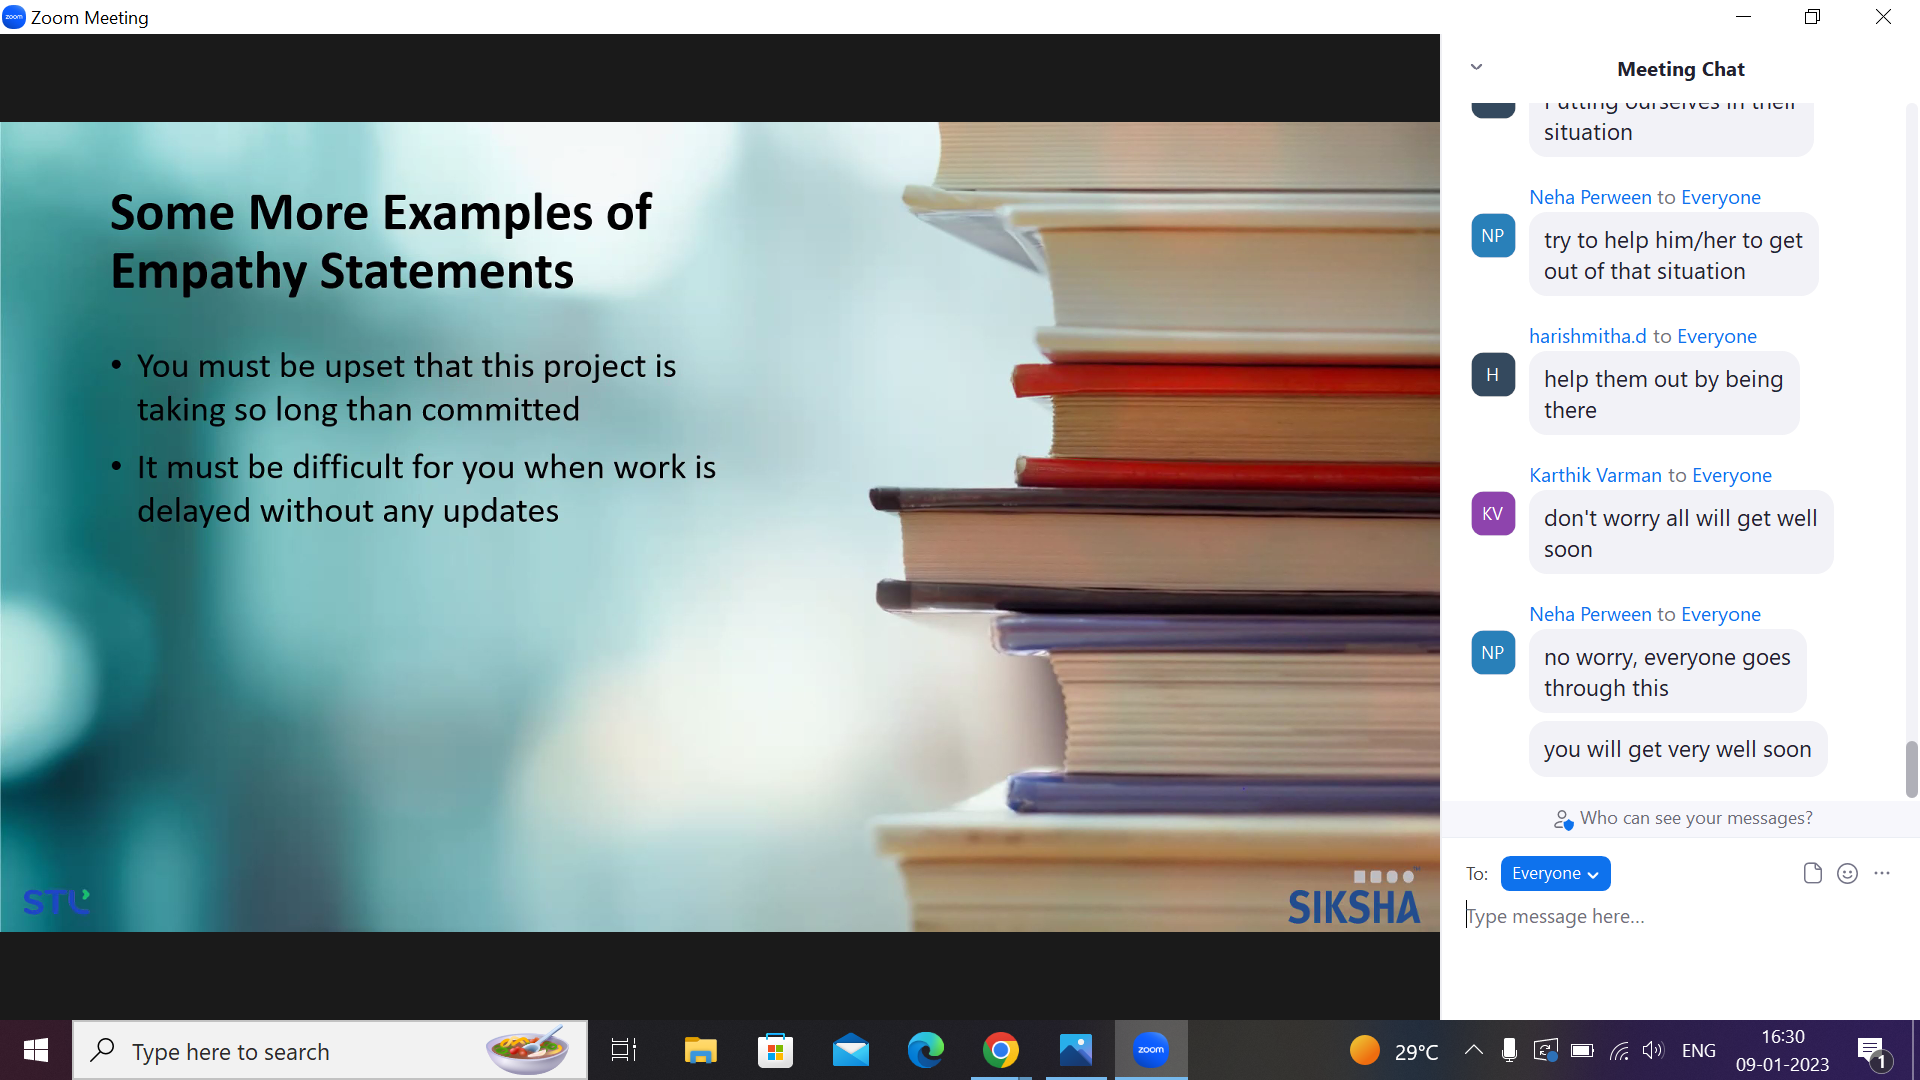 zoom Zoom Meeting
Some More Examples of
Empathy Statements
• You must be upset that this project is
taking so long than committed
• It must be difficult for you when work is
delayed without any updates
STL
SIKSHA
Meeting Chat
Putting ourselves in their
situation
Neha Perween to Everyone
NP
try to help him/her to get
out of that situation
harishmitha.d to Everyone
H
help them out by being
there
Karthik Varman to Everyone
KV
don't worry all will get well
soon
Neha Perween to Everyone
NP
no worry, everyone goes
through this
you will get very well soon
Who can see your messages?
To: Everyone
Type message here...
Type here to search
zoom
29°C
ENG
16:30
09-01-2023
1